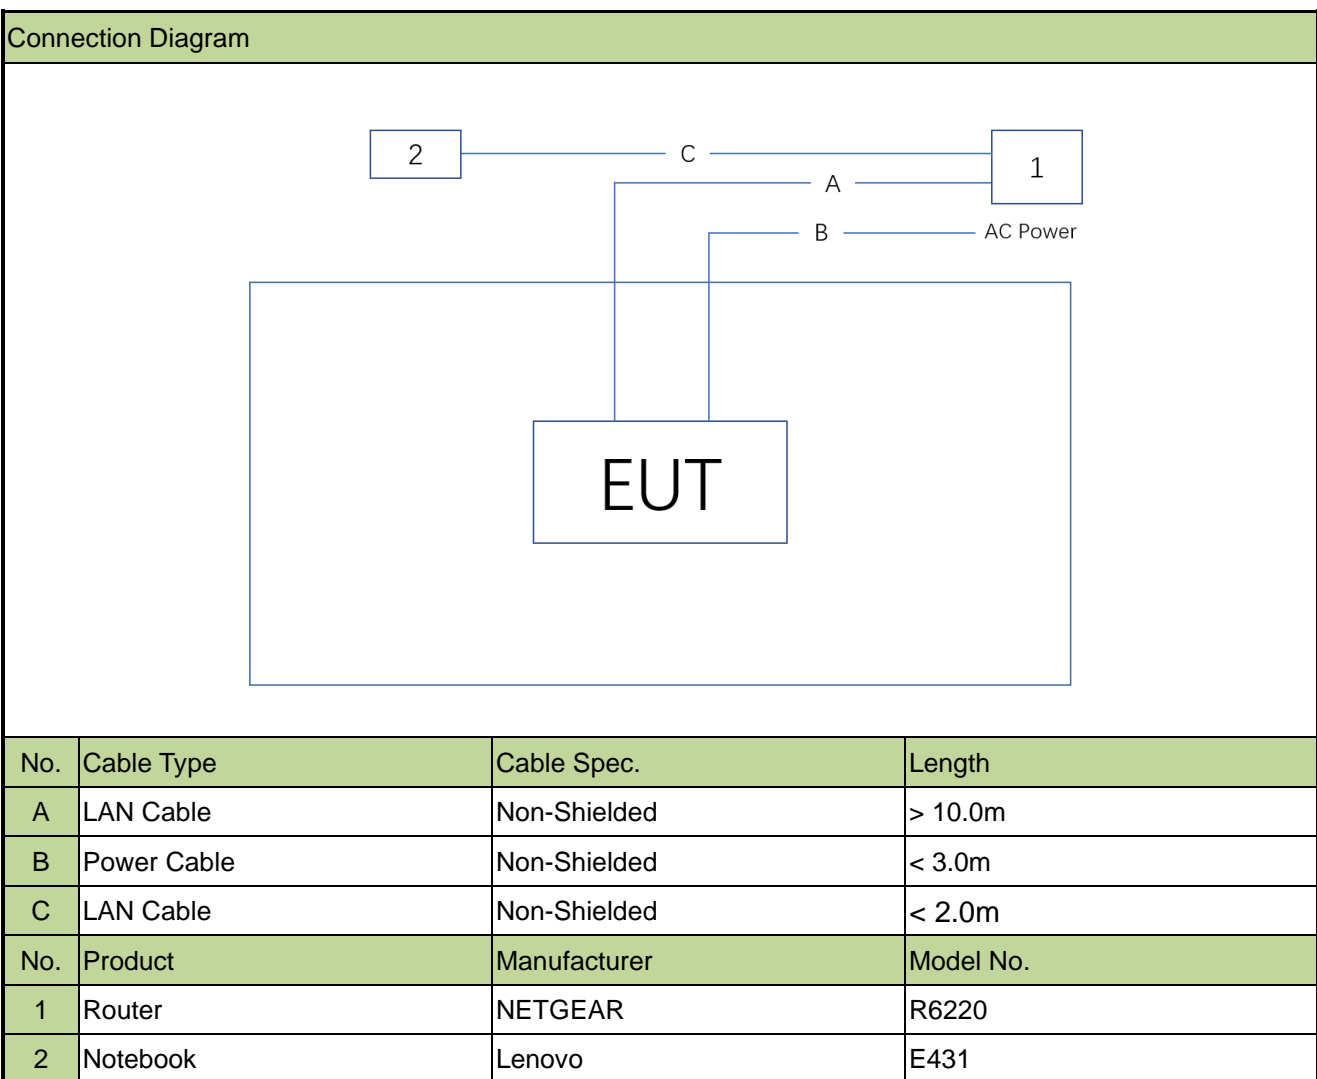 Connection Diagram
2 C 1
A
B AC Power
EUT
No. Cable Type Cable Spec. Length
A LAN Cable Non-Shielded > 10.0m
B Power Cable Non-Shielded < 3.0m
C LAN Cable Non-Shielded < 2.0m
No. Product Manufacturer Model No.
1 Router NETGEAR R6220
2 Notebook Lenovo E431